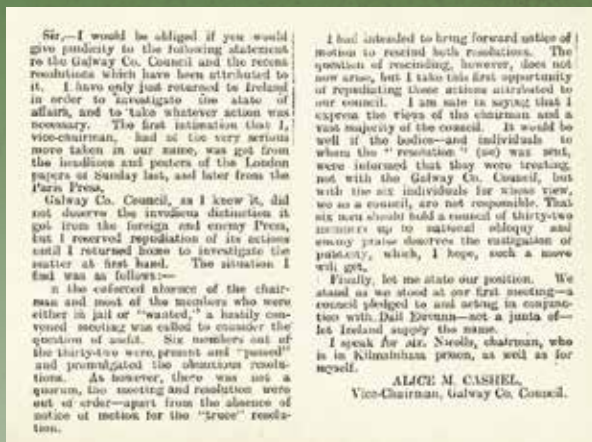 Sir,—I would be obliged if you would
give publicity to the following statement
re the Galway Co. Council and the recent
resolutions which have been attributed to
it. I have only just returned to Ireland
in order to investigate the state of
affairs, and to take whatever action was
necessary. The first intimation that I,
vice-chairman, had of the very serious
move taken in our name, was got from
the headlines and posters of the London
papers of Sunday last, and later from the
Paris Press.
Galway Co. Council, as I knew it, did
not deserve the invidious distinction it
got from the foreign and enemy Press,
but I reserved repudiation of its actions
until I returned home to investigate the
matter at first hand. The situation I
find was as follows:—
n the enforced absence of the chair-
man and most of the members who were
either in jail or "wanted," a hastily con-
vened meeting was called to consider the
question of audit. Six members out of
the thirty-two were present and "passed"
and promulgated the obnoxious resolu-
tions. As however, there was not a
quorum, the meeting and resolution were
out of order—apart from the absence of
notice of motion for the "truce" resolu-
tion.
I had intended to bring forward notice of
motion to rescind both resolutions. The
question of rescinding, however, does not
now arise, but I take this first opportunity
of repudiating these actions attributed to
our council. I am safe in saying that I
express the views of the chairman and a
vast majority of the council. It would be
well if the bodies—and individuals to
whom the "resolution" (sic) was sent,
were informed that they were treating,
not with the Galway Co. Council, but
with the six individuals for whose view,
we as a council, are not responsible. That
six men should hold a council of thirty-two
members up to national obloquy and
enemy praise deserves the castigation of
publicity, which, I hope, such a move
will get.
Finally, let me state our position. We
stand as we stood at our first meeting—a
council pledged to and acting in conjunc-
tion with Dail Eireann—not a junta of—
let Ireland supply the name.
I speak for Mr. Nicolls, chairman, who
is in Kilmainham prison, as well as for
myself.
ALICE M. CASHEL,
Vice-Chairman, Galway Co. Council.